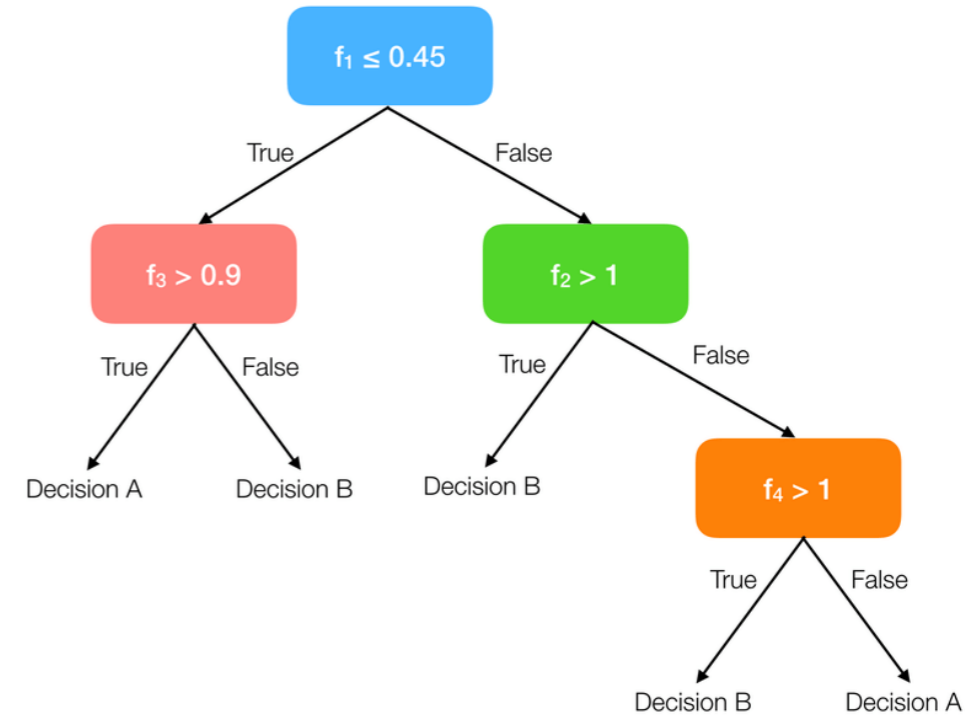 f₁ ≤ 0.45
True
False
f₃ > 0.9
f₂ > 1
True
False
True
False
Decision A
Decision B
Decision B
f₄ > 1
True
False
Decision B
Decision A